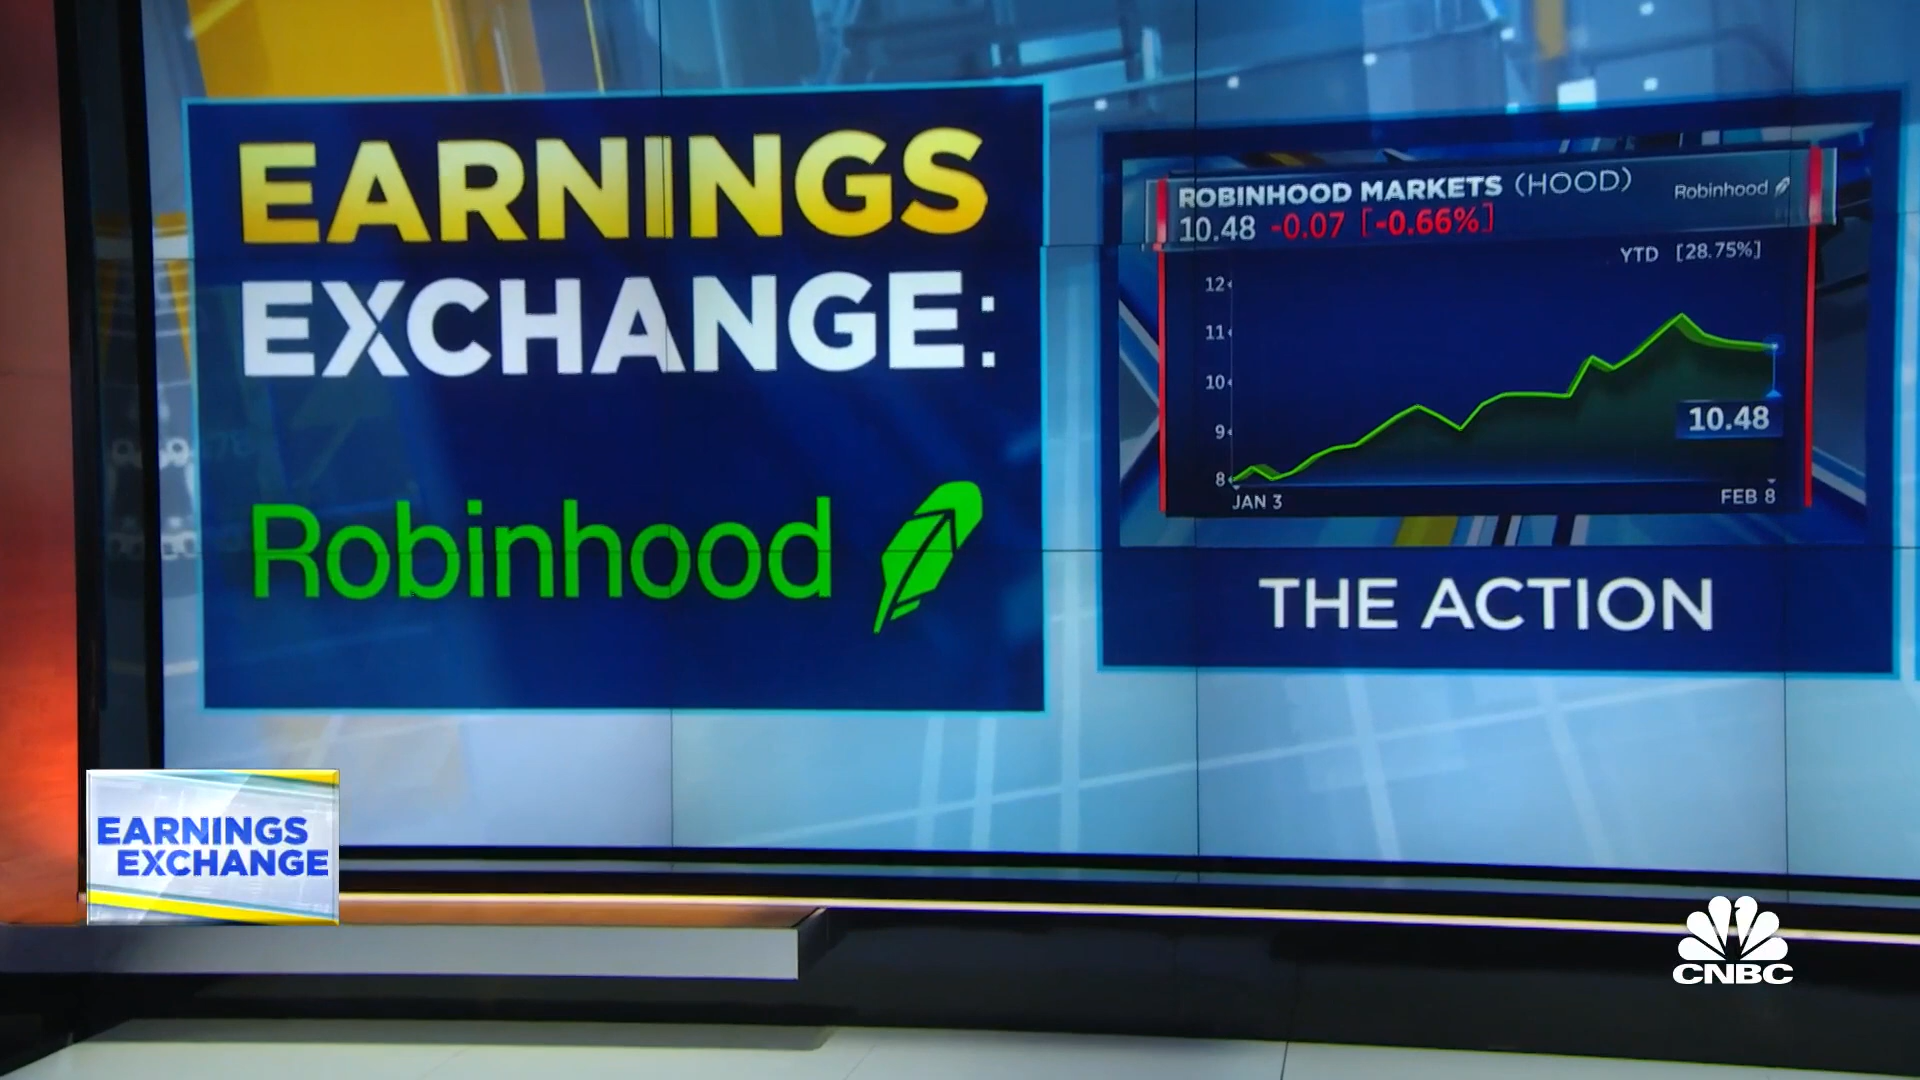 EARNINGS
EXCHANGE:
Robinhood
ROBINHOOD MARKETS (HOOD)
Robinhood
10.48 -0.07 [-0.66%]
YTD [28.75%]
12
11
10
9
8
10.48
JAN 3
FEB 8
THE ACTION
EARNINGS
EXCHANGE
CNBC